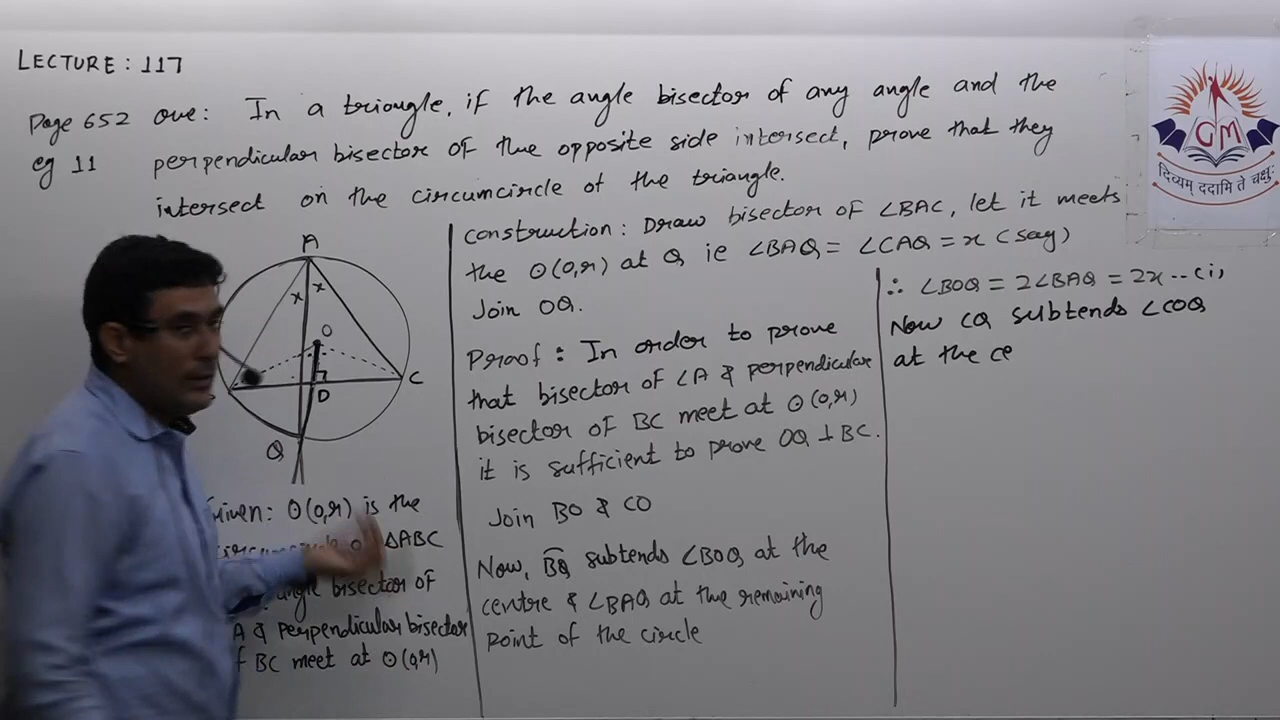 LECTURE : 117
Page 652 que: In a triangle, if the angle bisector of any angle and the
eg 11 perpendicular bisector of the opposite side intersect, prove that they
intersect on the circumcircle of the triangle.
A
x x
O
D
C
Q
Given: ⊙(O,r) is the
circumcircle of △ABC
angle bisector of
A & perpendicular bisector
of BC meet at ⊙(O,r)
Construction: Draw bisector of ∠BAC, let it meets
the ⊙(O,r) at Q ie ∠BAQ = ∠CAQ = x (say)
Join OQ.
Proof : In order to prove
that bisector of ∠A & perpendicular
bisector of BC meet at ⊙(O,r)
it is sufficient to prove OQ ⊥ BC.
Join BO & CO
Now, B͡Q subtends ∠BOQ at the
centre & ∠BAQ at the remaining
point of the circle
∴ ∠BOQ = 2∠BAQ = 2x -- (i)
Now CQ subtends ∠COQ
at the ce
GM
दिव्यम् ददामि ते चक्षुः